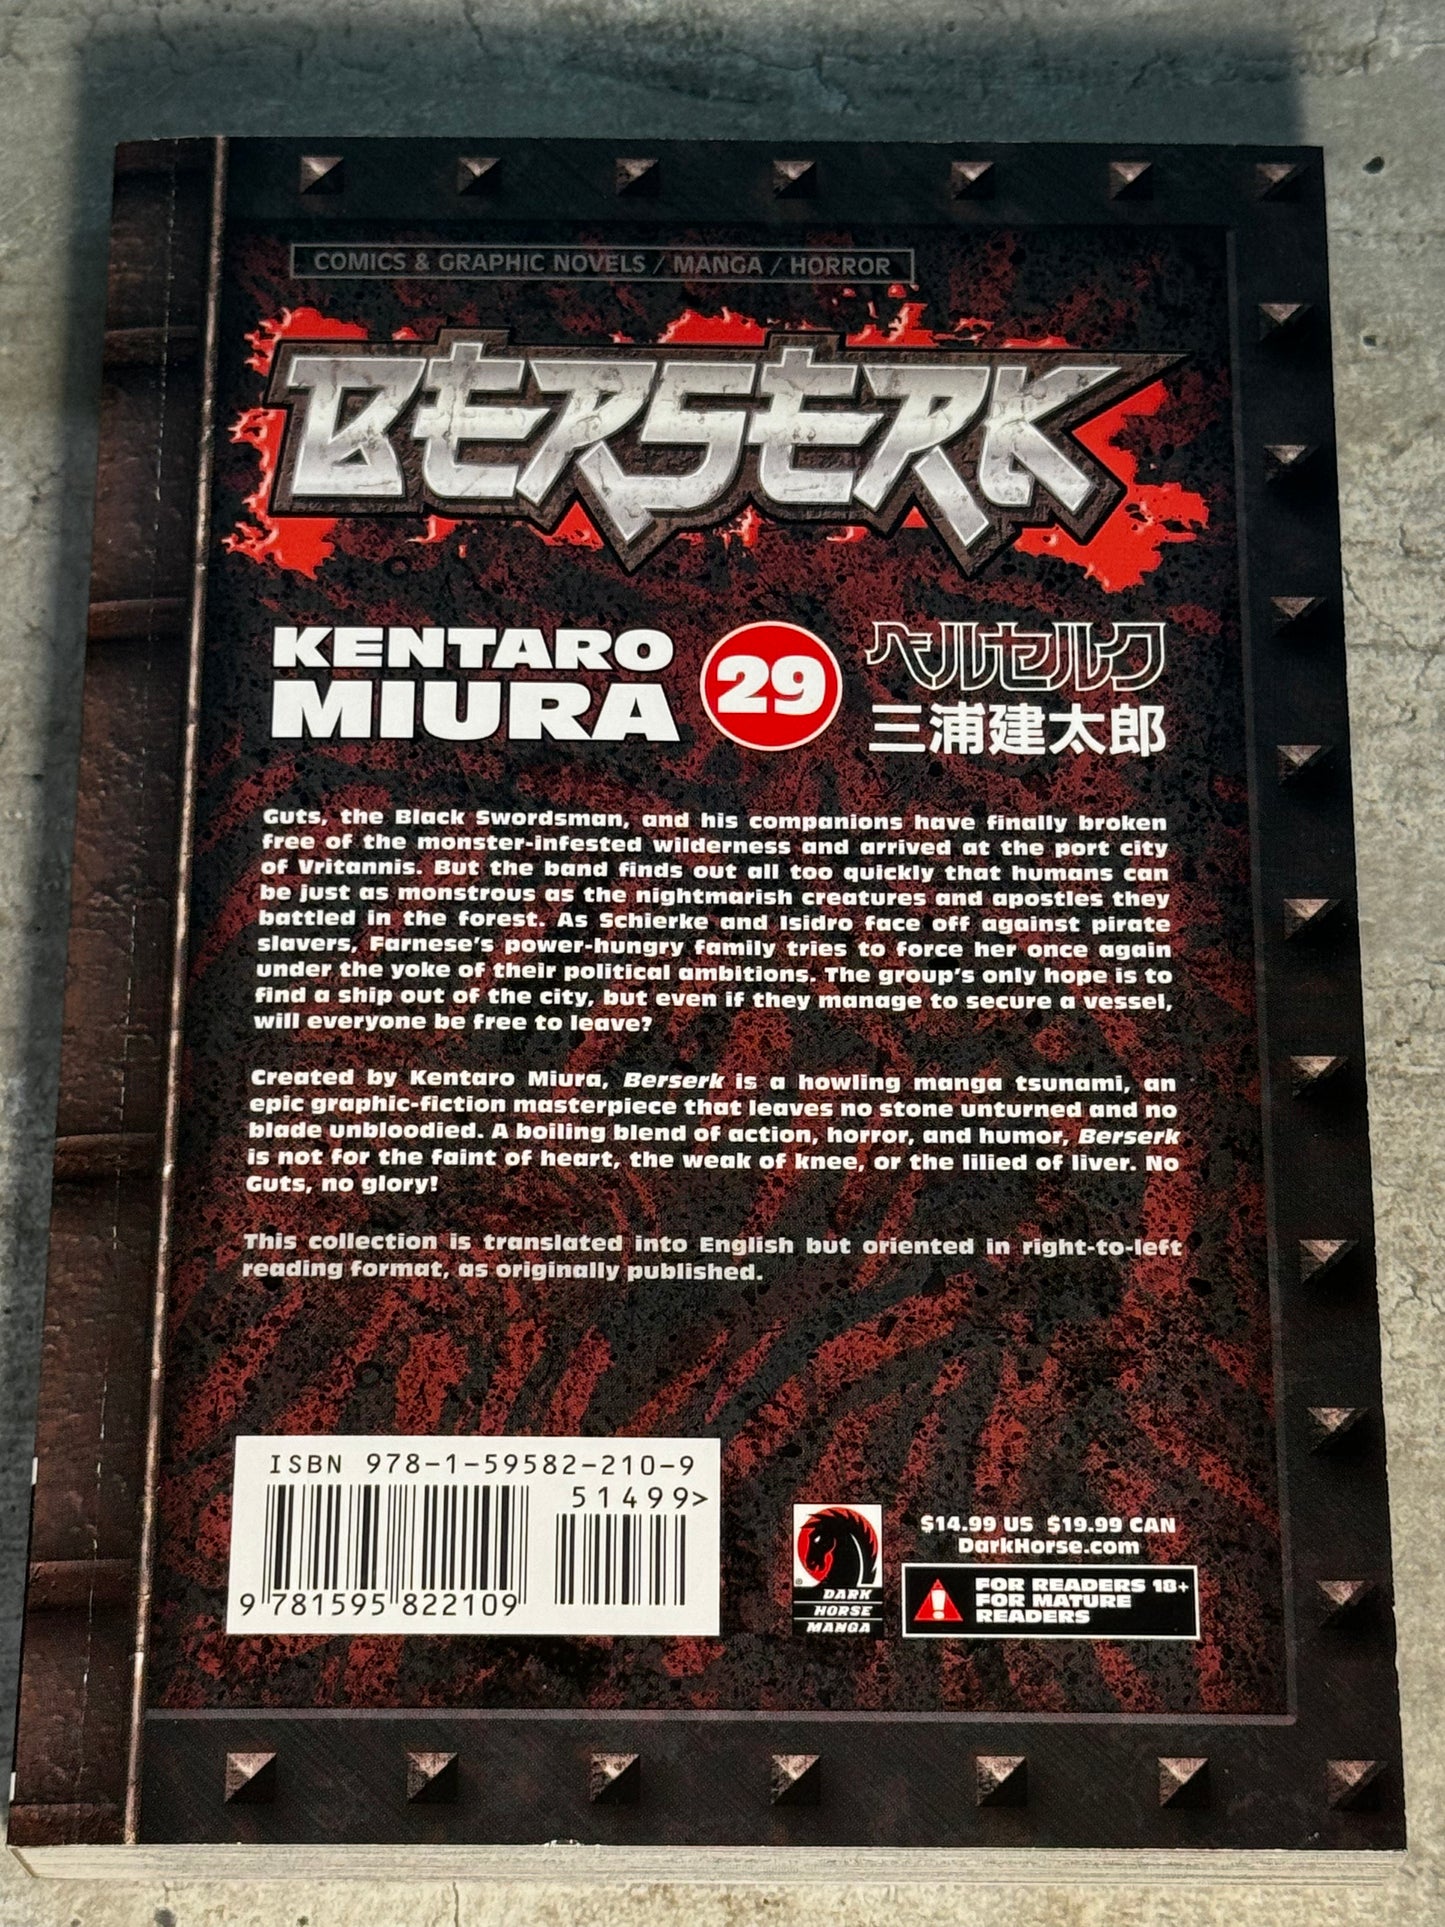 COMICS & GRAPHIC NOVELS / MANGA / HORROR
BERSERK
KENTARO
MIURA
29
ベルセルク
三浦建太郎
Guts, the Black Swordsman, and his companions have finally broken
free of the monster-infested wilderness and arrived at the port city
of Vritannis. But the band finds out all too quickly that humans can
be just as monstrous as the nightmarish creatures and apostles they
battled in the forest. As Schierke and Isidro face off against pirate
slavers, Farnese's power-hungry family tries to force her once again
under the yoke of their political ambitions. The group's only hope is to
find a ship out of the city, but even if they manage to secure a vessel,
will everyone be free to leave?
Created by Kentaro Miura, Berserk is a howling manga tsunami, an
epic graphic-fiction masterpiece that leaves no stone unturned and no
blade unbloodied. A boiling blend of action, horror, and humor, Berserk
is not for the faint of heart, the weak of knee, or the lilied of liver. No
Guts, no glory!
This collection is translated into English but oriented in right-to-left
reading format, as originally published.
ISBN 978-1-59582-210-9
51499>
9 781595 822109
DARK
HORSE
MANGA
®
$14.99 US $19.99 CAN
DarkHorse.com
!
FOR READERS 18+
FOR MATURE
READERS